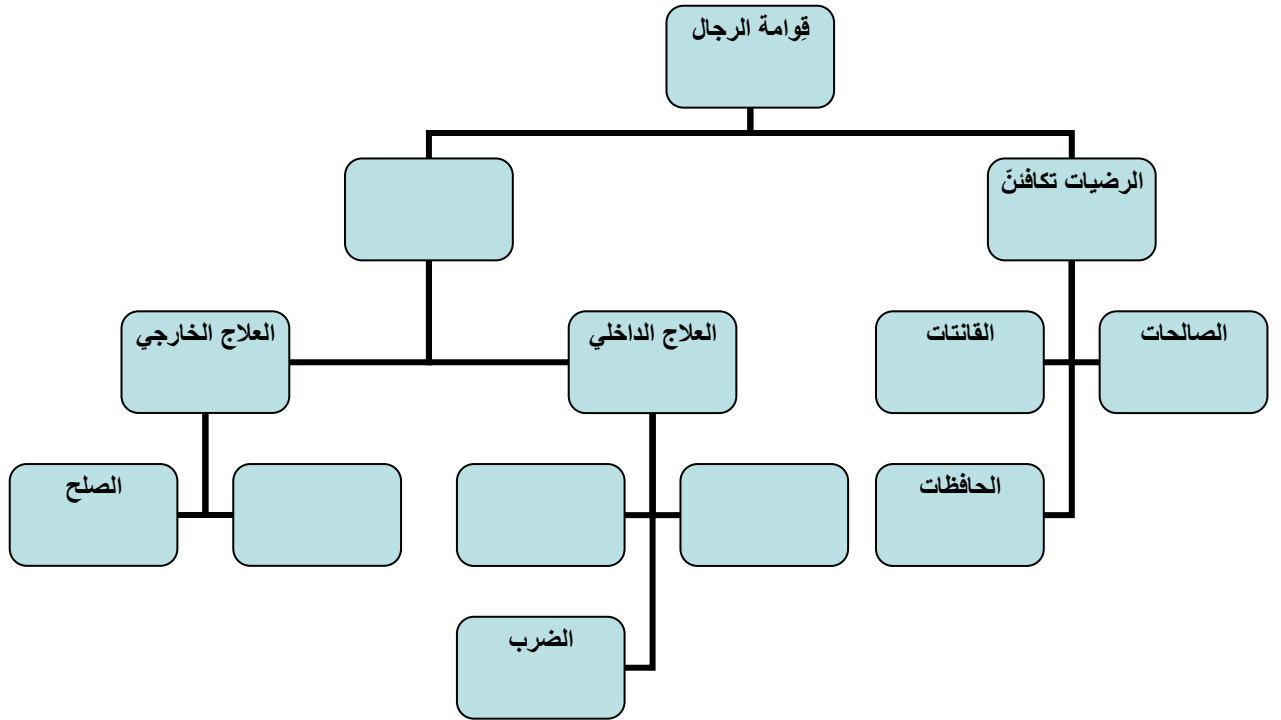 قِوامة الرجال
الرضيات تكافئنّ
الصالحات
القانتات
العلاج الداخلي
العلاج الخارجي
الحافظات
الصلح
الضرب